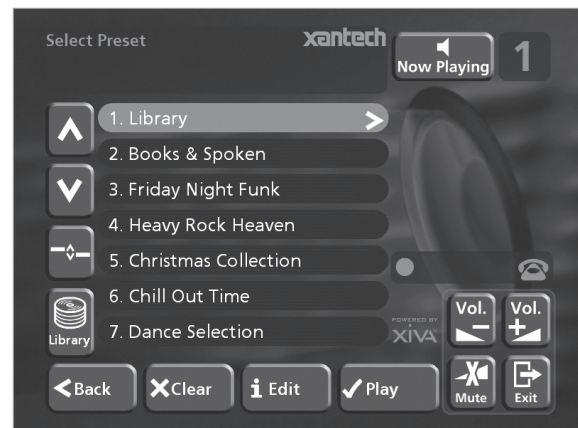 Select Preset
xantech
Now Playing
1
1. Library
2. Books & Spoken
3. Friday Night Funk
4. Heavy Rock Heaven
5. Christmas Collection
6. Chill Out Time
7. Dance Selection
Library
POWERED BY
XIVA
Vol.
Vol.
Back
Clear
i Edit
Play
Mute
Exit